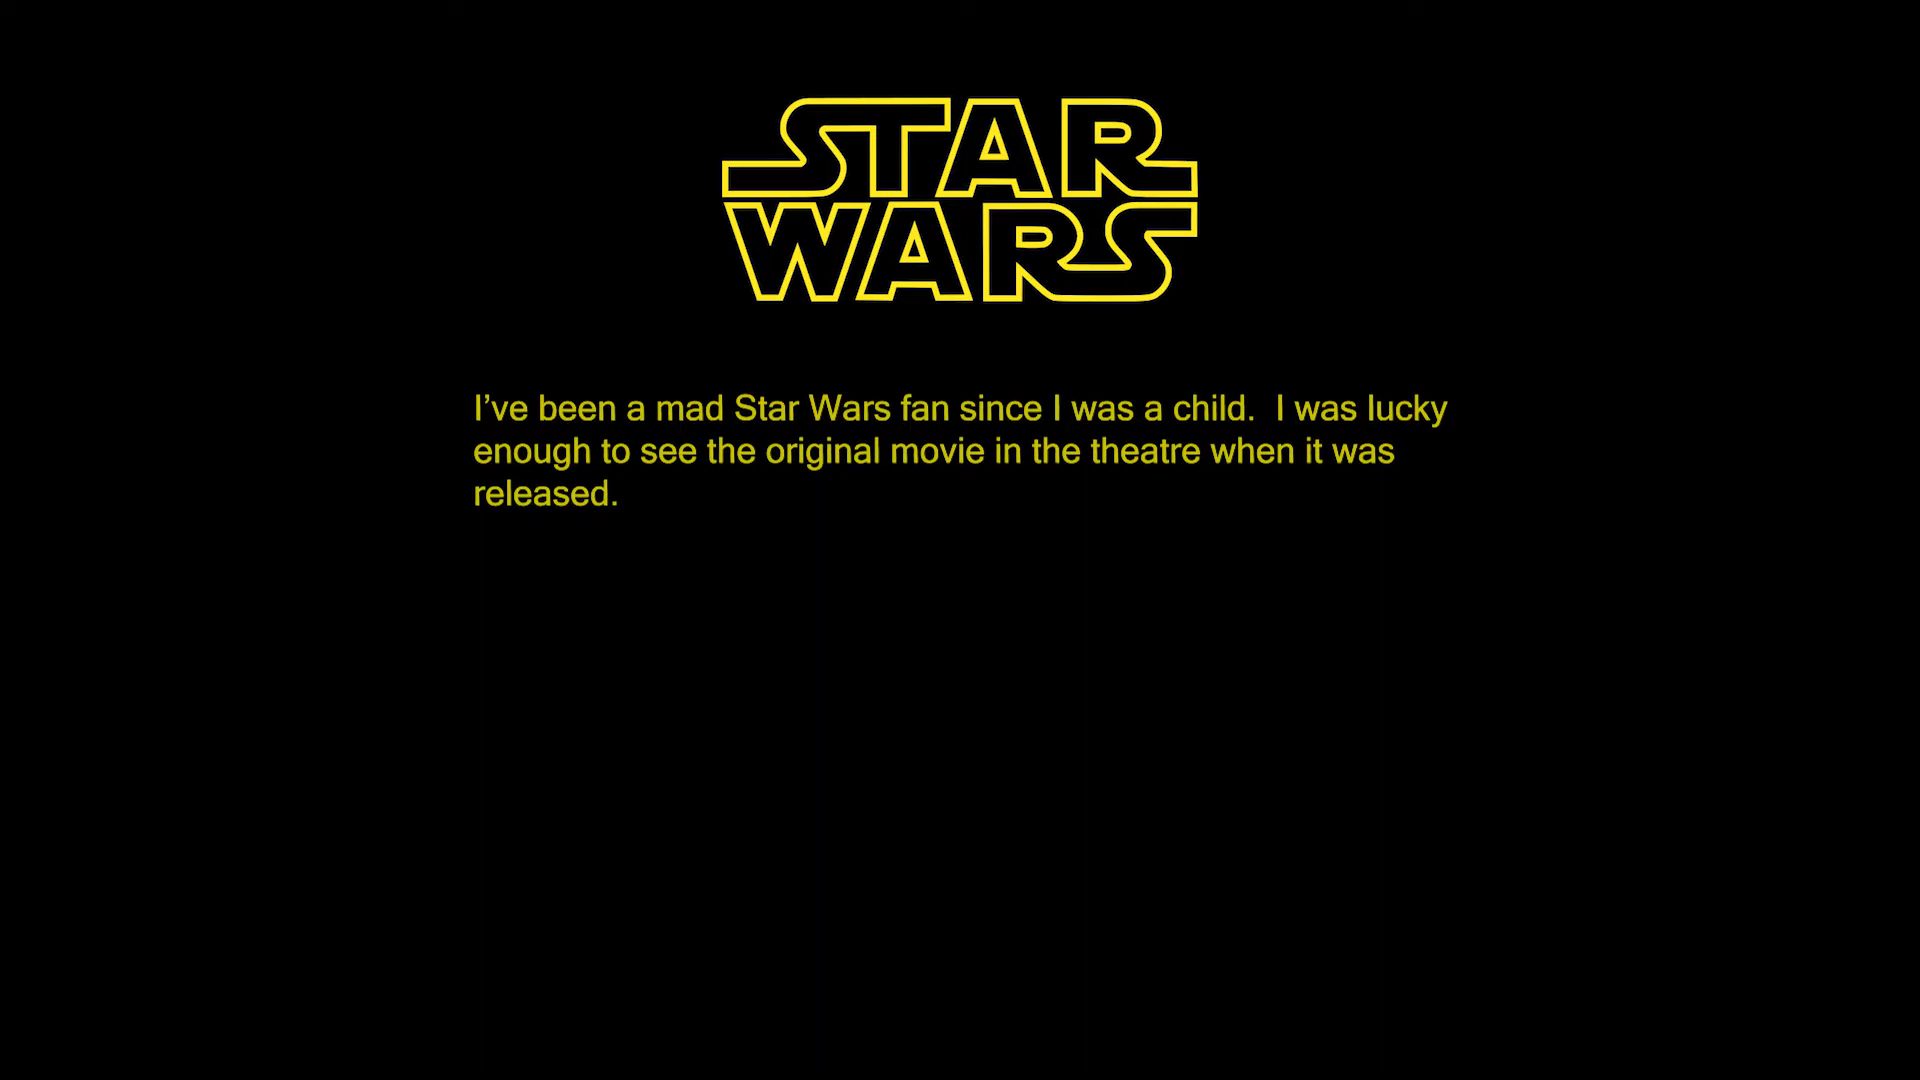 STAR
WARS
I’ve been a mad Star Wars fan since I was a child.  I was lucky
enough to see the original movie in the theatre when it was
released.